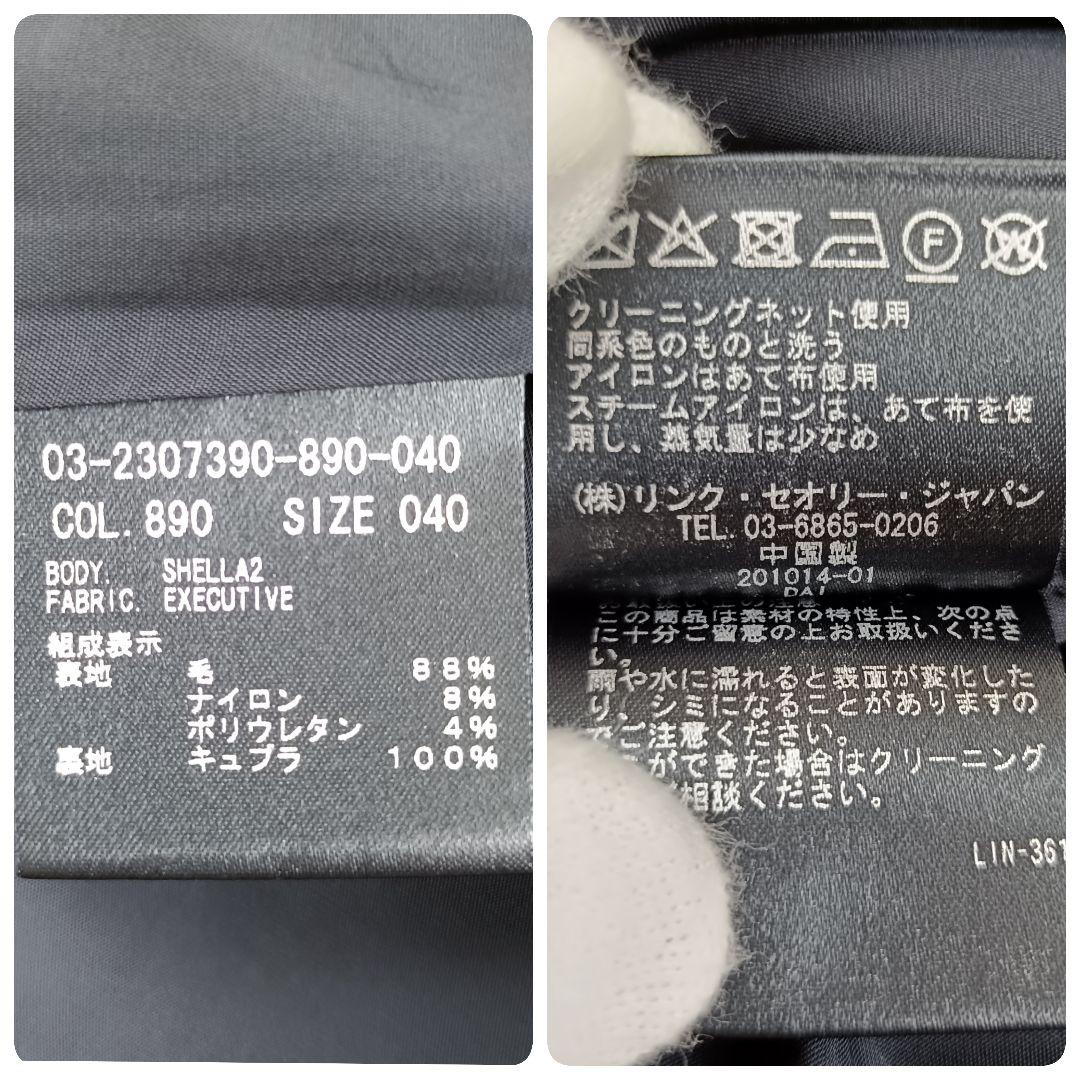 03-2307390-890-040
COL. 890 SIZE 040
BODY. SHELLA2
FABRIC. EXECUTIVE
組成表示
表地 毛 88%
ナイロン 8%
ポリウレタン 4%
裏地 キュプラ 100%
F
W
クリーニングネット使用
同系色のものと洗う
アイロンはあて布使用
スチームアイロンは、あて布を使
用し、蒸気量は少なめ
(株)リンク・セオリー・ジャパン
TEL. 03-6865-0206
中国製
201014-01
この商品は素材の特性上、次の点
に十分ご留意の上お取扱いくださ
い。
雨や水に濡れると表面が変化した
り、シミになることがありますの
でご注意ください。
ができた場合はクリーニング
相談ください。
LIN-361